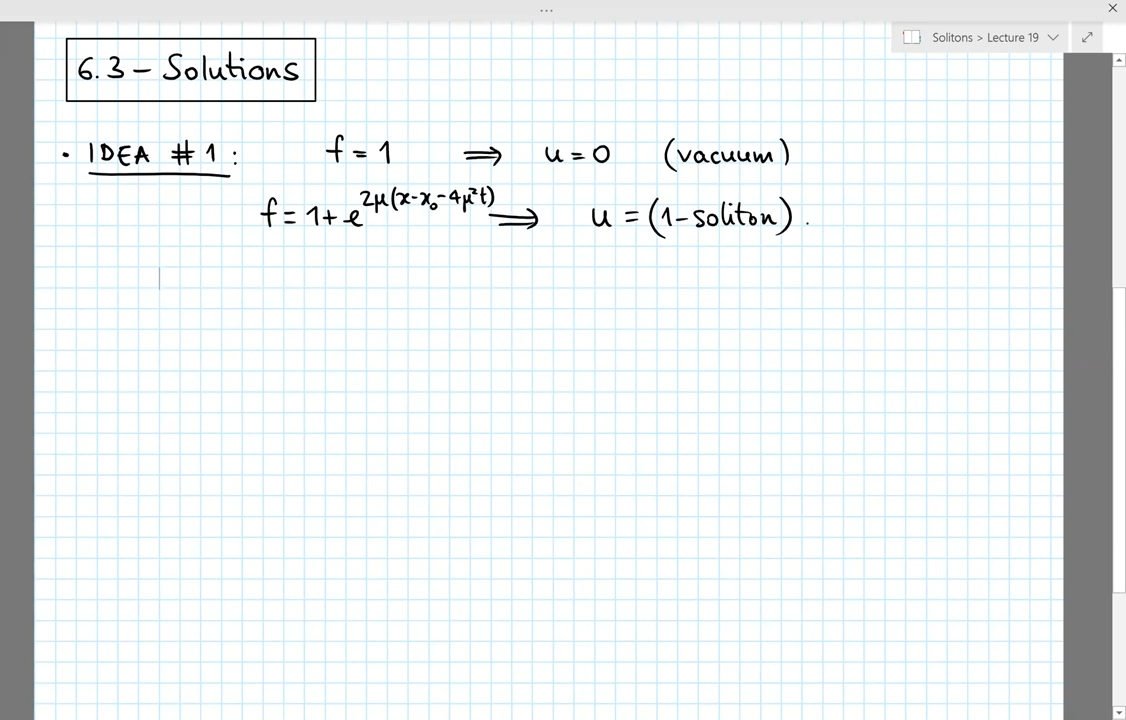 ...
Solitons > Lecture 19
6.3 - Solutions
• IDEA #1: f = 1 ⟹ u = 0 (vacuum)
f = 1 + e^{2μ(x-x₀-4μ²t)} ⟹ u = (1-soliton).